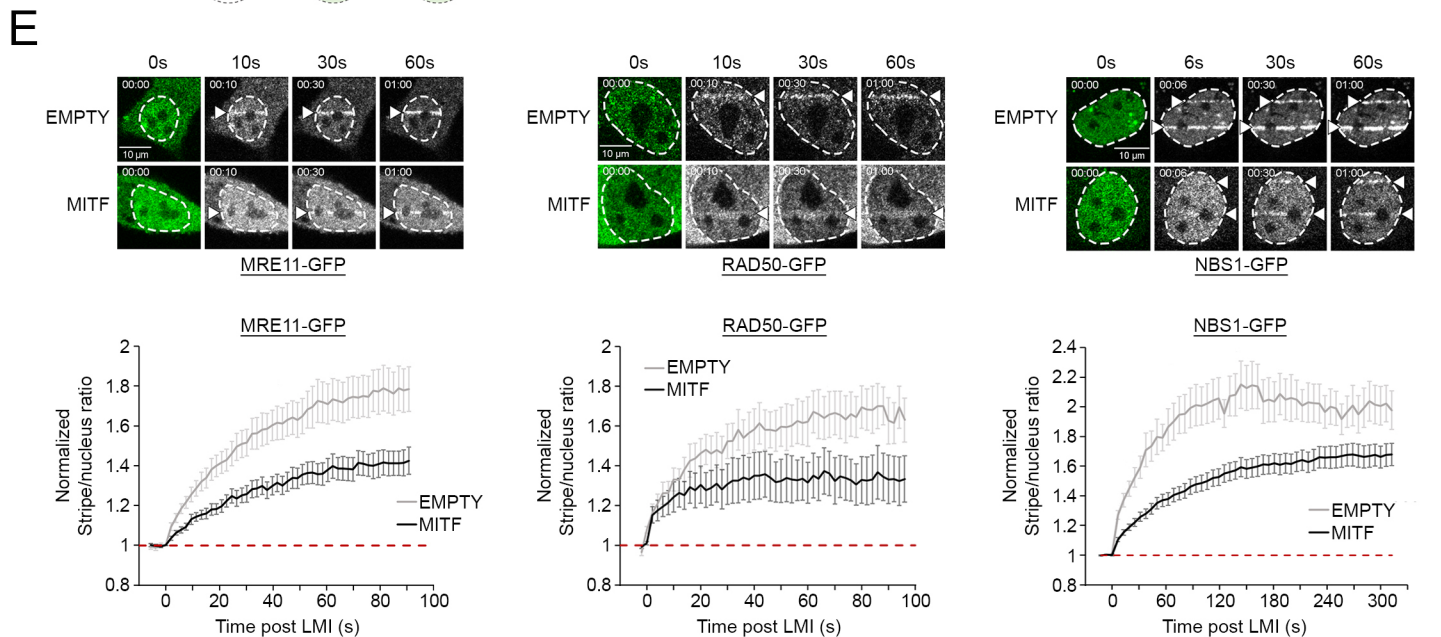 E
0s 10s 30s 60s
EMPTY
00:00 00:10 00:30 01:00
10 µm
MITF
00:00 00:10 00:30 01:00
MRE11-GFP
0s 10s 30s 60s
EMPTY
00:00 00:10 00:30 01:00
10 µm
MITF
00:00 00:10 00:30 01:00
RAD50-GFP
0s 6s 30s 60s
EMPTY
00:00 00:06 00:30 01:00
10 µm
MITF
00:00 00:06 00:30 01:00
NBS1-GFP
MRE11-GFP
Normalized
Stripe/nucleus ratio
2
1.8
1.6
1.4
1.2
1
0.8
EMPTY
MITF
0 20 40 60 80 100
Time post LMI (s)
RAD50-GFP
Normalized
Stripe/nucleus ratio
2
1.8
1.6
1.4
1.2
1
0.8
EMPTY
MITF
0 20 40 60 80 100
Time post LMI (s)
NBS1-GFP
Normalized
Stripe/nucleus ratio
2.4
2.2
2
1.8
1.6
1.4
1.2
1
0.8
EMPTY
MITF
0 60 120 180 240 300
Time post LMI (s)